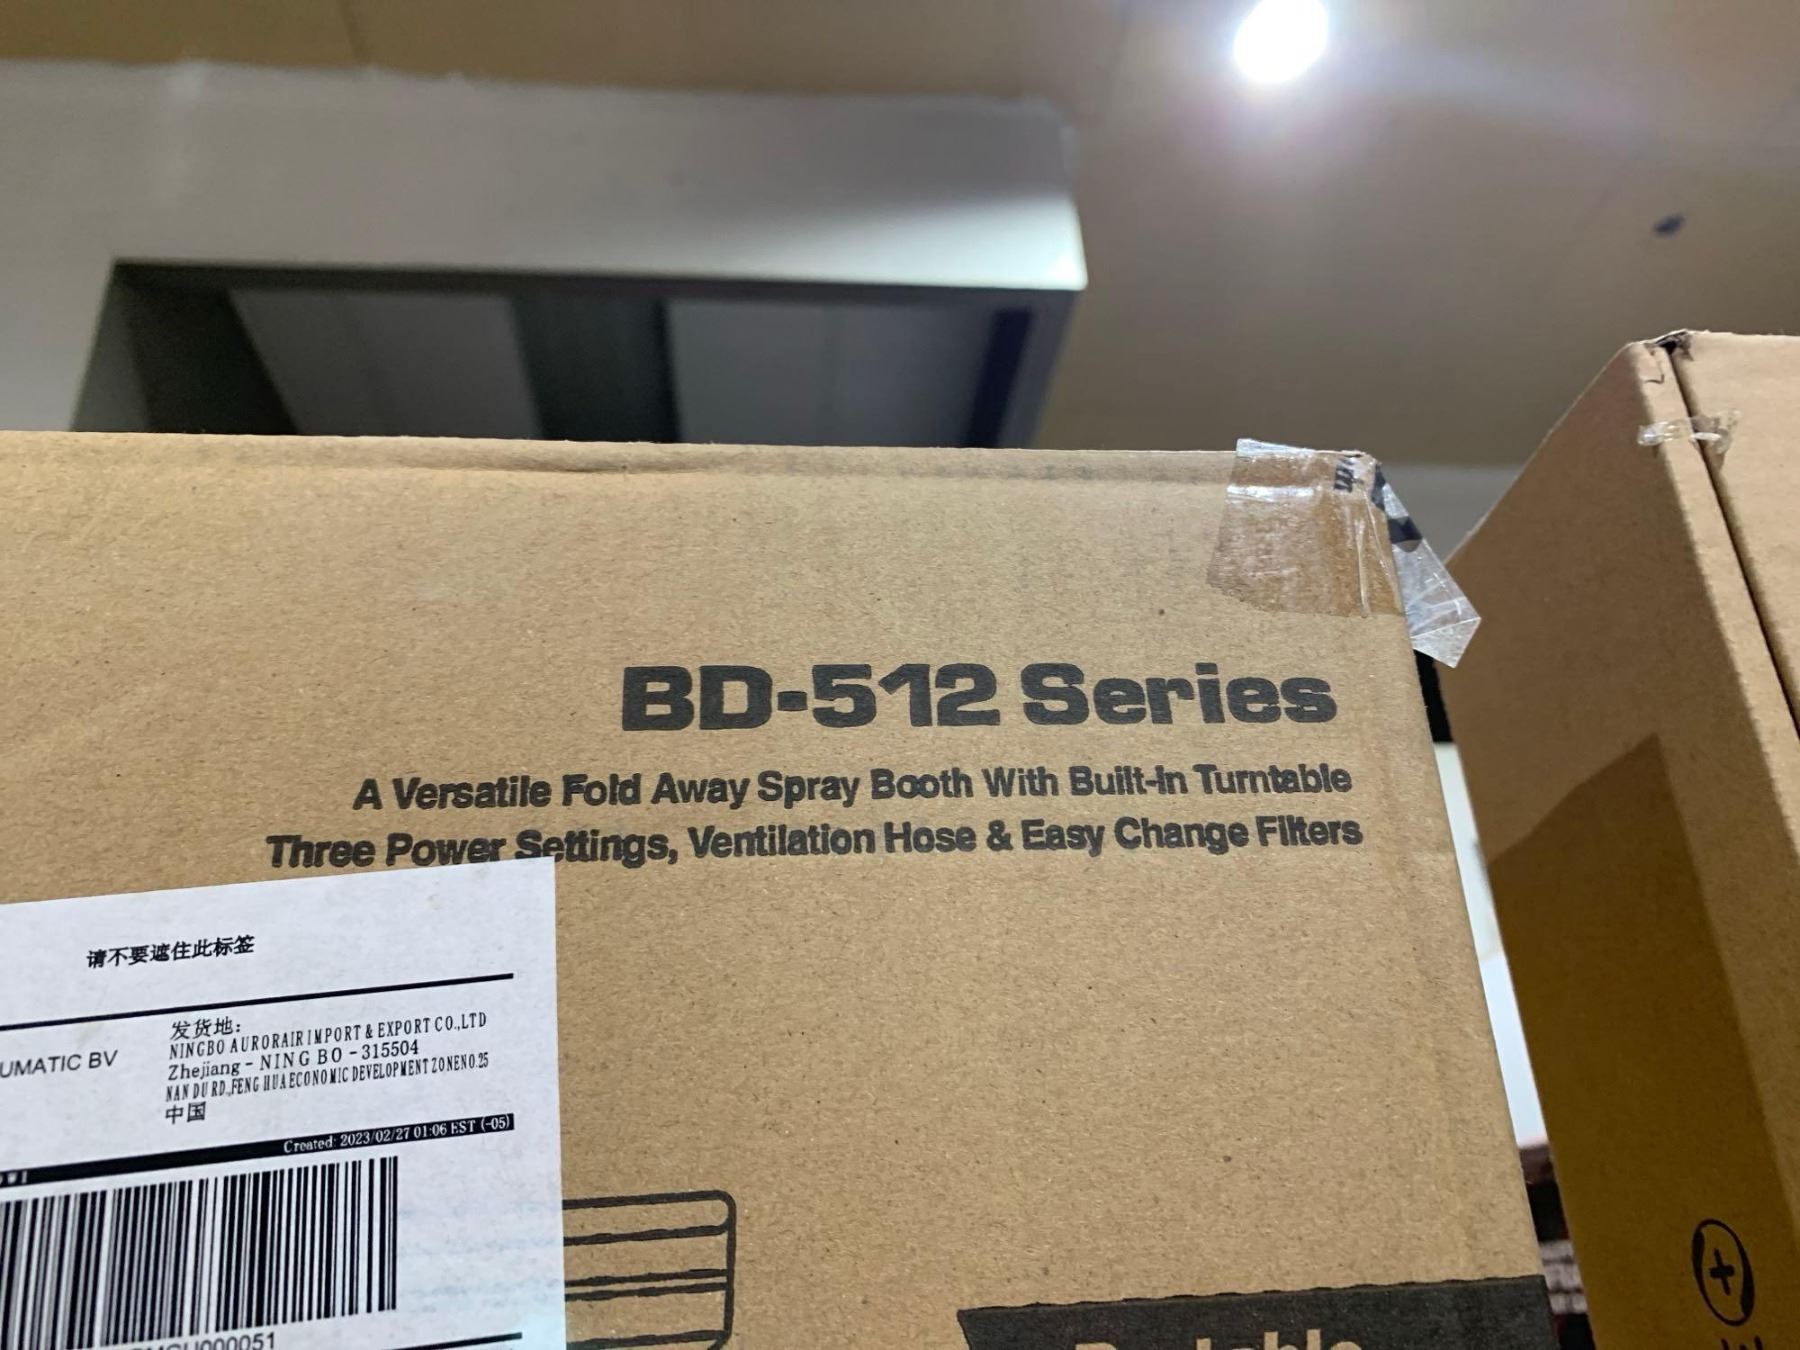 BD-512 Series
A Versatile Fold Away Spray Booth With Built-In Turntable
Three Power Settings, Ventilation Hose & Easy Change Filters
请不要遮住此标签
UMATIC BV
发货地:
NINGBO AURORAIR IMPORT & EXPORT CO.,LTD
Zhejiang - NING BO - 315504
NAN DU RD.,FENG HUA ECONOMIC DEVELOPMENT ZONE NO.25
中国
Created: 2023/02/27 01:06 EST (-05)
000051